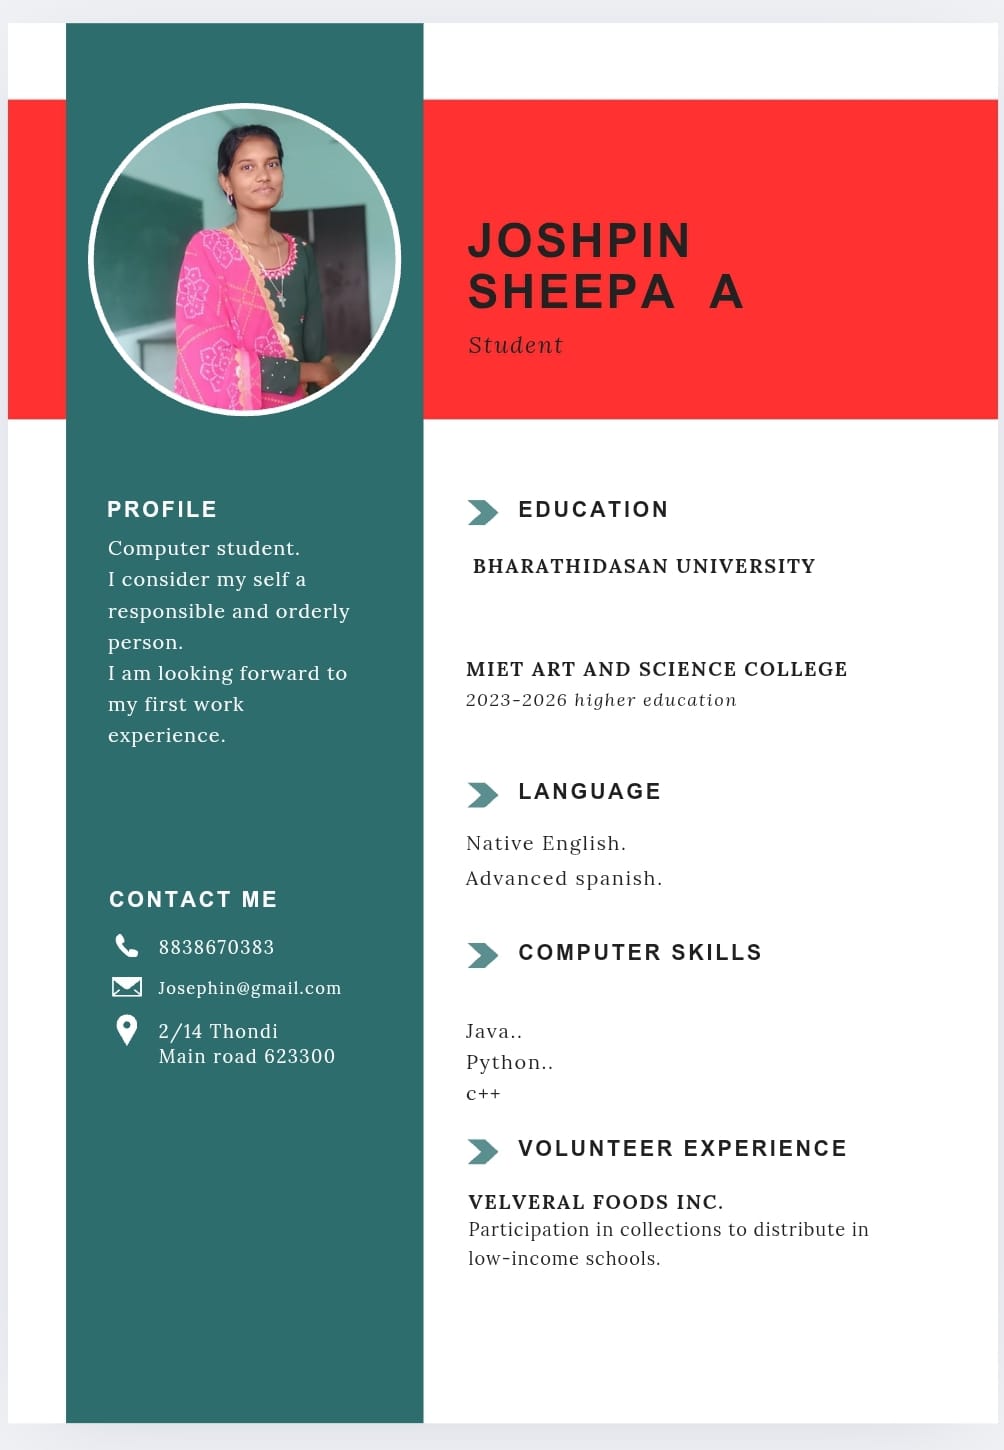 JOSHPIN
SHEEPA A
Student
PROFILE
Computer student.
I consider my self a
responsible and orderly
person.
I am looking forward to
my first work
experience.
CONTACT ME
8838670383
Josephin@gmail.com
2/14 Thondi
Main road 623300
EDUCATION
BHARATHIDASAN UNIVERSITY
MIET ART AND SCIENCE COLLEGE
2023-2026 higher education
LANGUAGE
Native English.
Advanced spanish.
COMPUTER SKILLS
Java..
Python..
c++
VOLUNTEER EXPERIENCE
VELVERAL FOODS INC.
Participation in collections to distribute in
low-income schools.